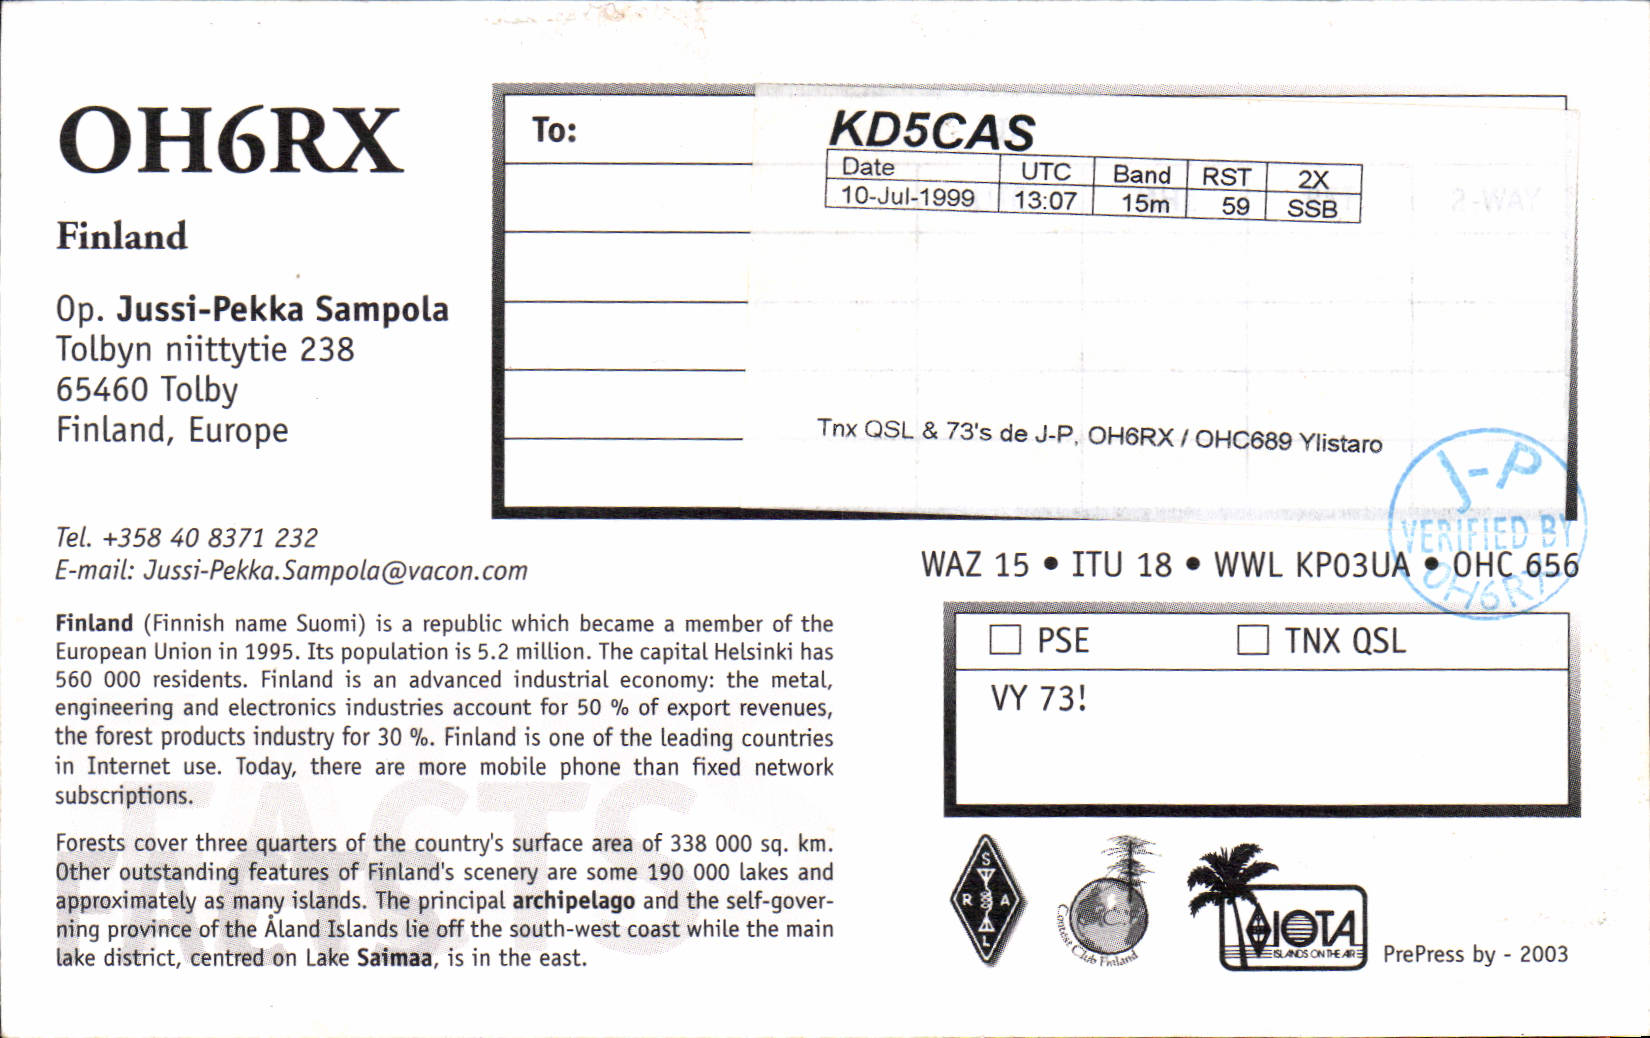 OH6RX
Finland
Op. Jussi-Pekka Sampola
Tolbyn niittytie 238
65460 Tolby
Finland, Europe
Tel. +358 40 8371 232
E-mail: Jussi-Pekka.Sampola@vacon.com
To:
KD5CAS
Date UTC Band RST 2X
10-Jul-1999 13:07 15m 59 SSB
Tnx QSL & 73's de J-P, OH6RX / OHC689 Ylistaro
J-P
VERIFIED BY
OH6RX
WAZ 15 • ITU 18 • WWL KP03UA • OHC 656
PSE TNX QSL
VY 73!
Finland (Finnish name Suomi) is a republic which became a member of the
European Union in 1995. Its population is 5.2 million. The capital Helsinki has
560 000 residents. Finland is an advanced industrial economy: the metal,
engineering and electronics industries account for 50 % of export revenues,
the forest products industry for 30 %. Finland is one of the leading countries
in Internet use. Today, there are more mobile phone than fixed network
subscriptions.
Forests cover three quarters of the country's surface area of 338 000 sq. km.
Other outstanding features of Finland's scenery are some 190 000 lakes and
approximately as many islands. The principal archipelago and the self-gover-
ning province of the Åland Islands lie off the south-west coast while the main
lake district, centred on Lake Saimaa, is in the east.
FACTS
S
R A
L
Contest Club Finland
IOTA
ISLANDS ON THE AIR
PrePress by - 2003